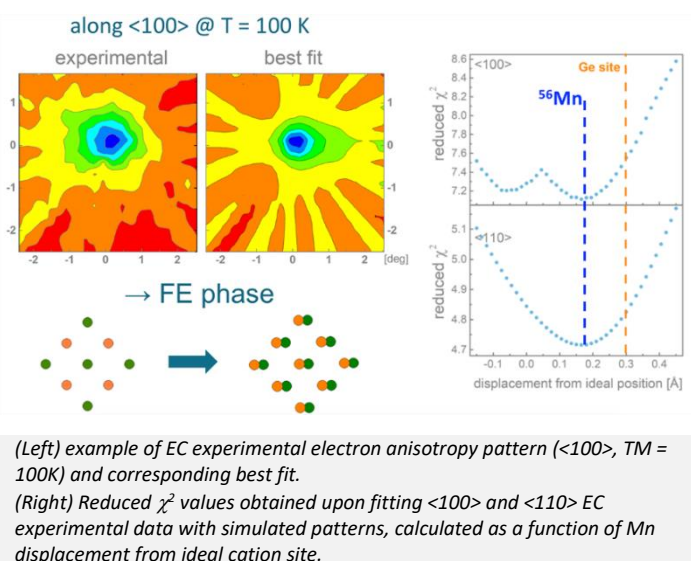 along <100> @ T = 100 K
experimental
best fit
1
0
-1
-2
-2 -1 0 1 2
-2 -1 0 1 2 [deg]
1
0
-1
-2
→ FE phase
<100>
Ge site
⁵⁶Mn
reduced χ²
8.6
8.4
8.2
8.0
7.8
7.6
7.4
7.2
<110>
reduced χ²
5.1
5.0
4.9
4.8
4.7
-0.1 0.0 0.1 0.2 0.3 0.4
displacement from ideal position [Å]
(Left) example of EC experimental electron anisotropy pattern (<100>, TM =
100K) and corresponding best fit.
(Right) Reduced χ² values obtained upon fitting <100> and <110> EC
experimental data with simulated patterns, calculated as a function of Mn
displacement from ideal cation site.